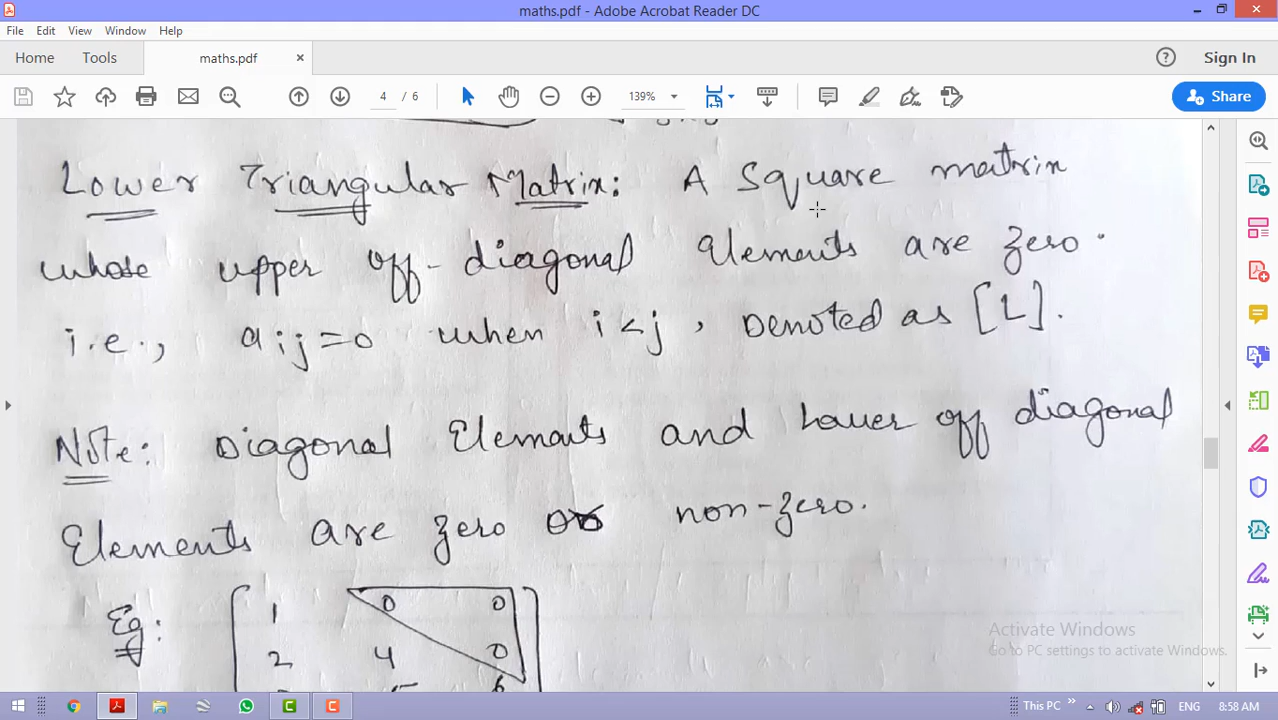 maths.pdf - Adobe Acrobat Reader DC
File Edit View Window Help
Home Tools maths.pdf × ? Sign In
4 / 6 139% Share
Lower Triangular Matrix: A Square matrix
whose upper off-diagonal Elements are zero.
i.e., aij=0 when i<j, Denoted as [L].
Note: Diagonal Elements and Lower off diagonal
Elements are zero or non-zero.
Eg: 1 0 0
2 4 0
6
Activate Windows
Go to PC settings to activate Windows.
This PC » ENG 8:58 AM